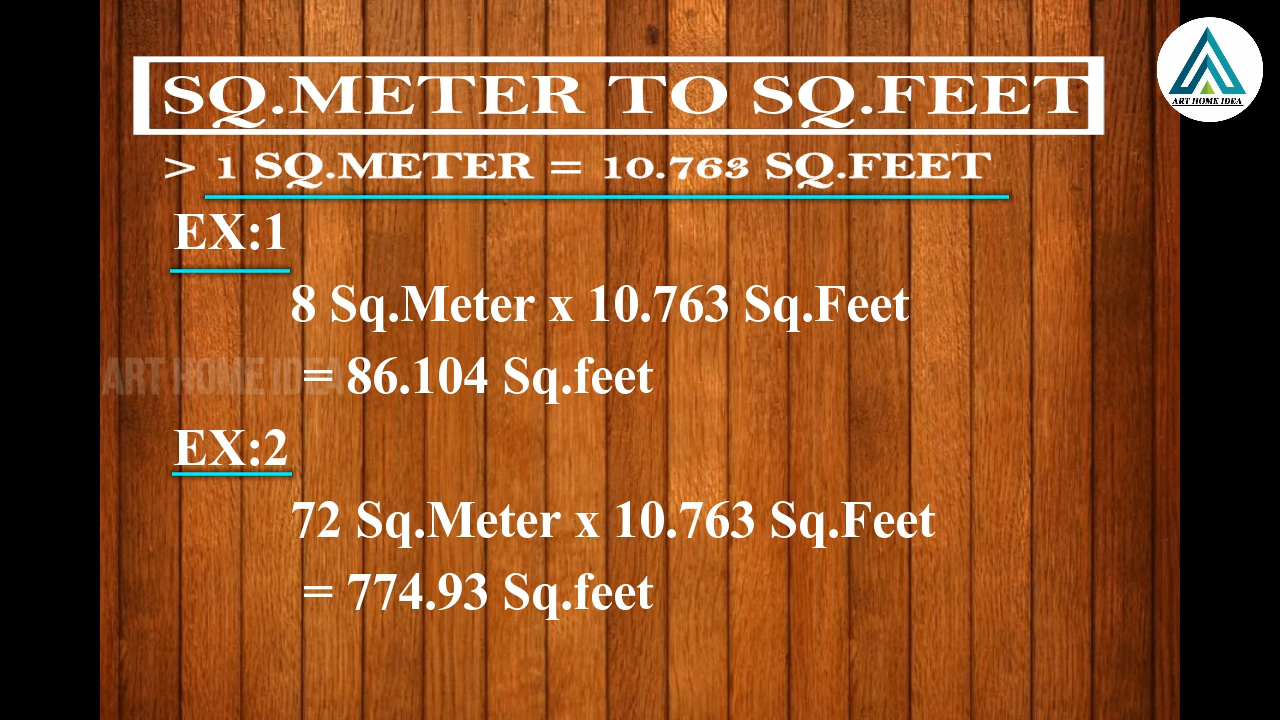 SQ.METER TO SQ.FEET
ART HOME IDEA
> 1 SQ.METER = 10.763 SQ.FEET
EX:1
8 Sq.Meter x 10.763 Sq.Feet
= 86.104 Sq.feet
ART HOME IDEA
EX:2
72 Sq.Meter x 10.763 Sq.Feet
= 774.93 Sq.feet